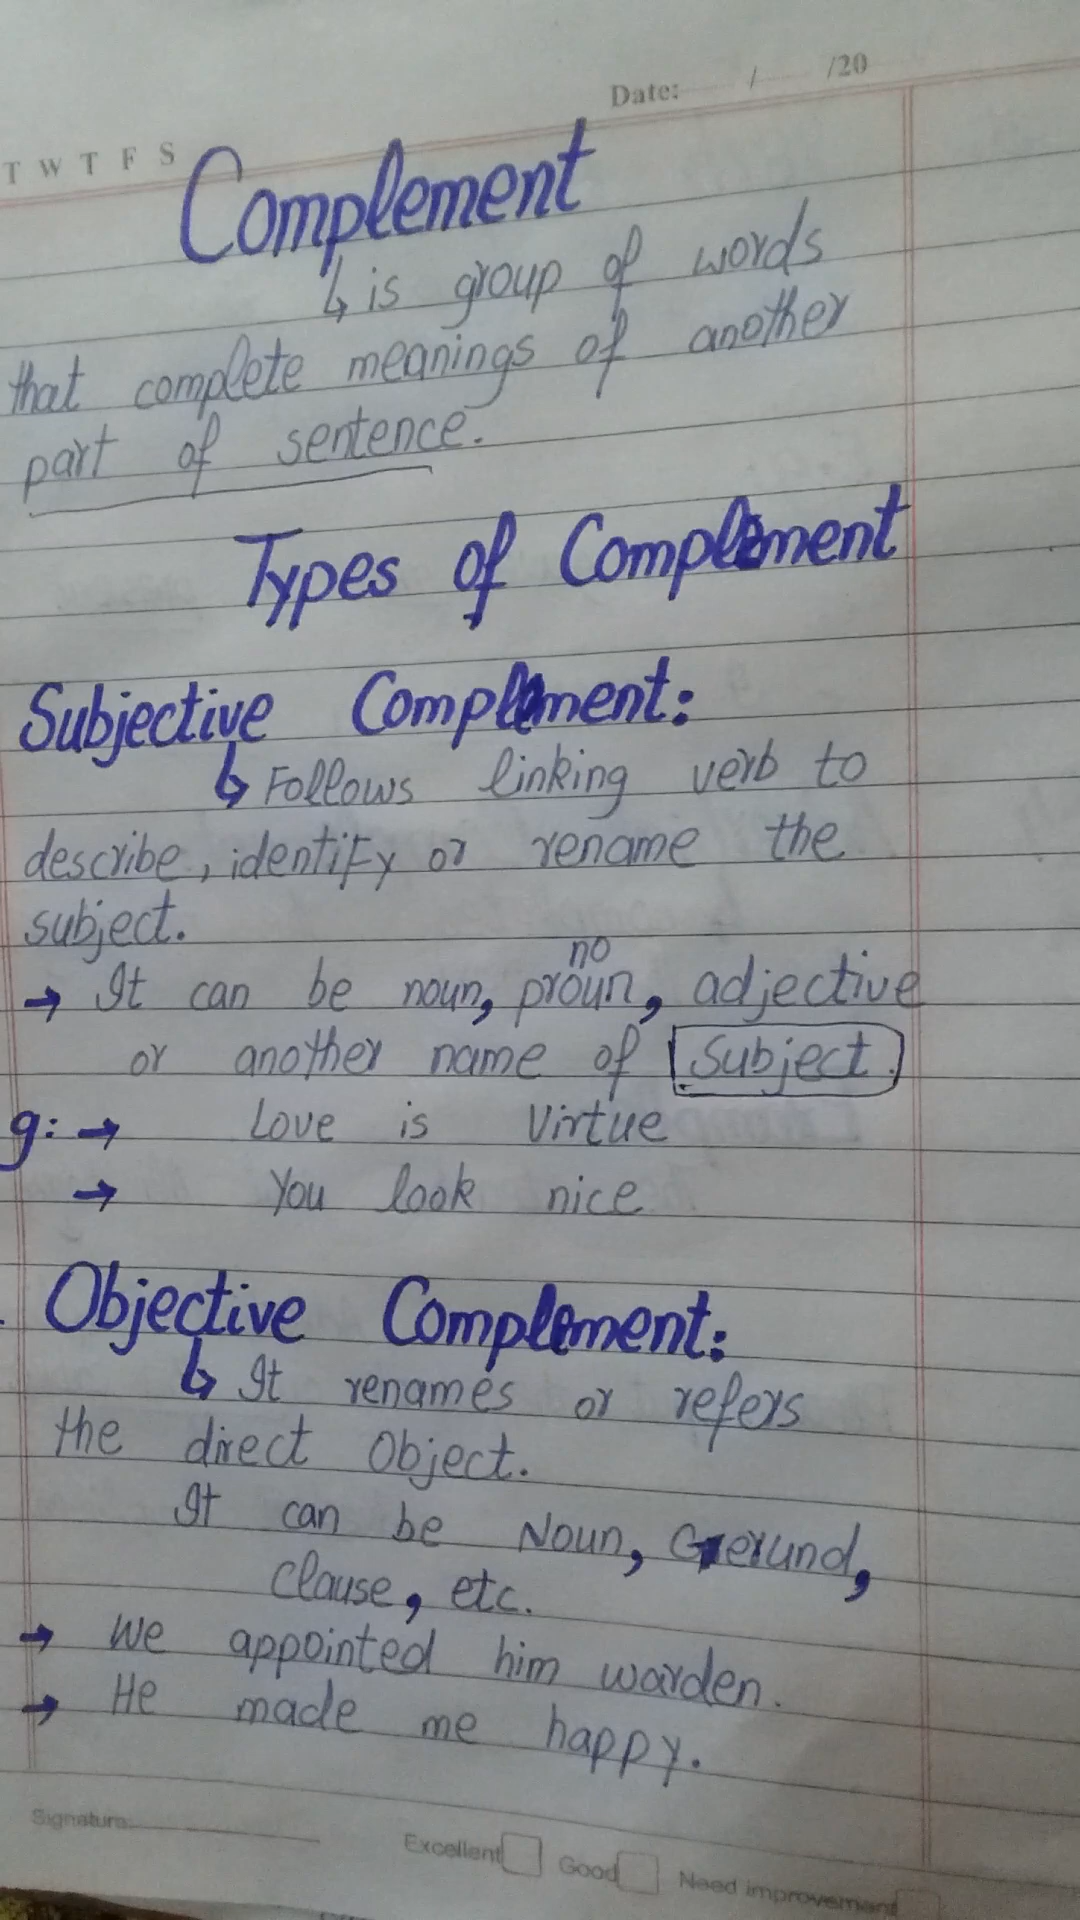 Date: / /20
T W T F S
Complement
↳ is group of words
that complete meanings of another
part of sentence.
Types of Complement
Subjective Complement:
↳ Follows linking verb to
describe, identify or rename the
subject.
no
→ It can be noun, proun, adjective
or another name of Subject.
g: → Love is Virtue
→ You look nice
Objective Complement:
↳ It renames or refers
the direct Object.
It can be Noun, Gerund,
Clause, etc.
→ We appointed him warden.
→ He made me happy.
Signature
Excellent Good Need improvement